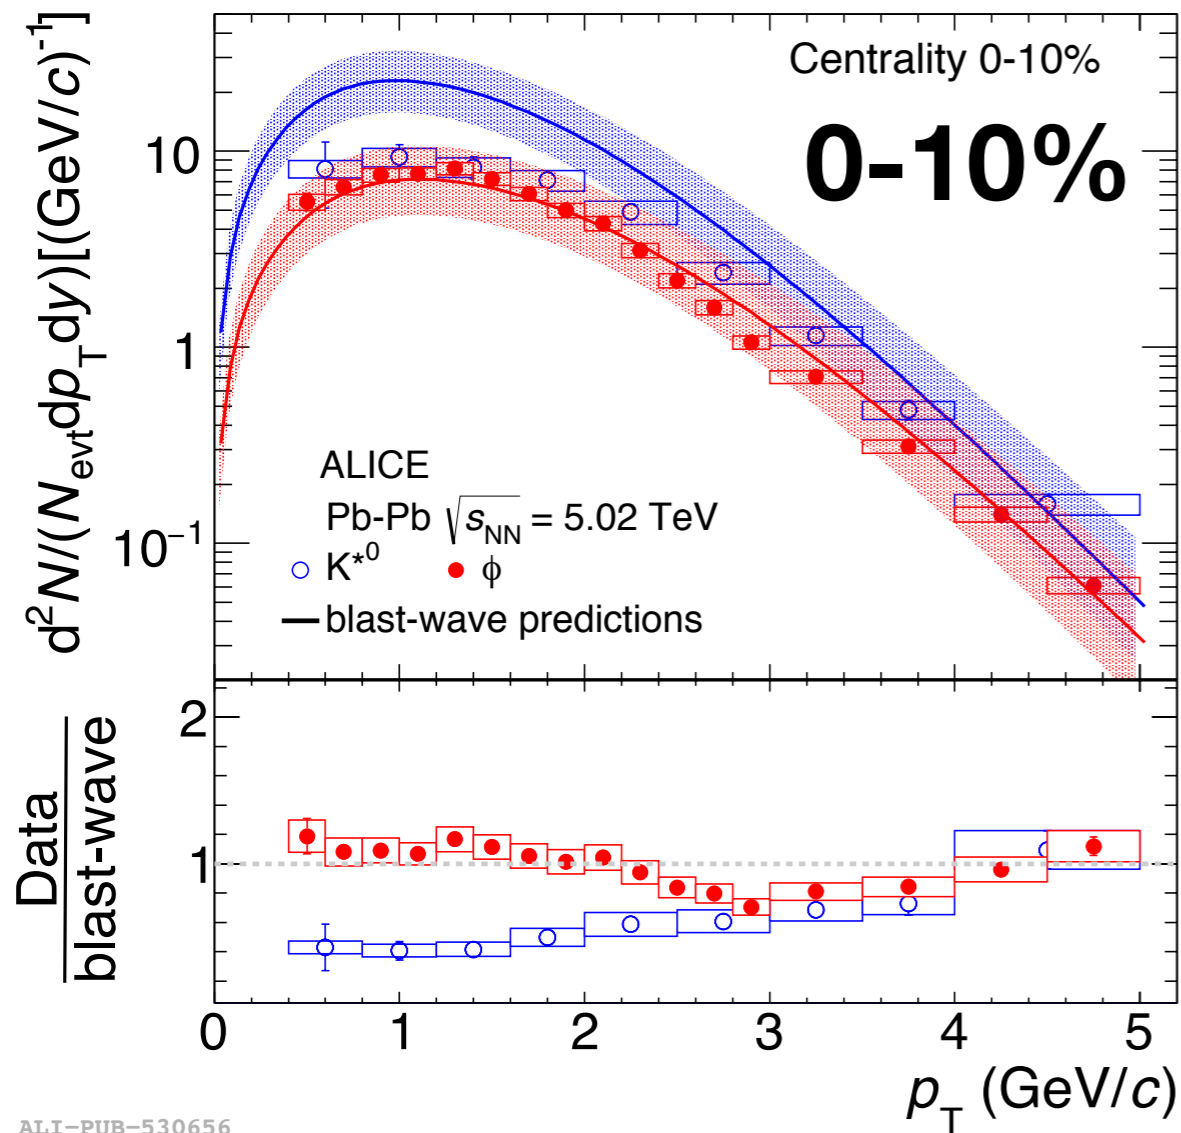 Centrality 0-10%
0-10%
d²N/(N_evt dp_T dy)[(GeV/c)⁻¹]
10
1
10⁻¹
ALICE
Pb-Pb √s_NN = 5.02 TeV
K*⁰ ϕ
blast-wave predictions
Data
blast-wave
2
1
0 1 2 3 4 5
p_T (GeV/c)
ALI-PUB-530656